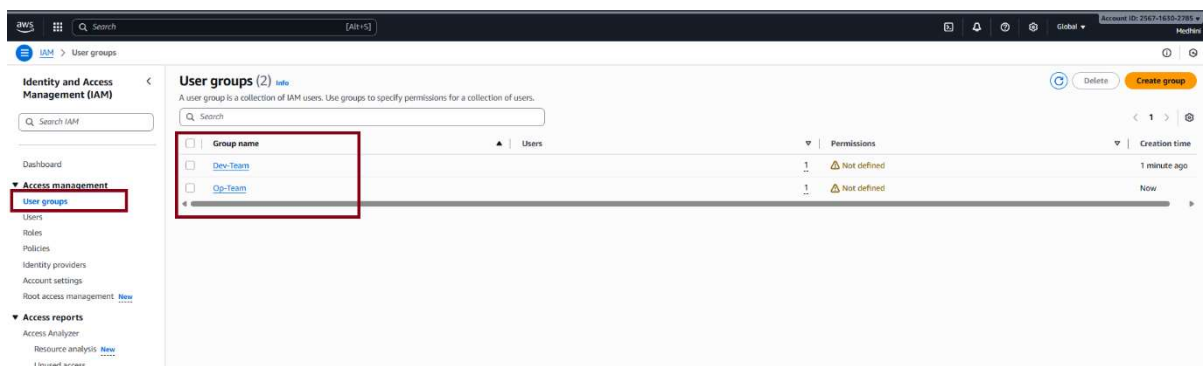 aws Search [Alt+S] Global Account ID: 2567-1630-2785
Medhini
IAM > User groups
Identity and Access Management (IAM)
Search IAM
Dashboard
Access management
User groups
Users
Roles
Policies
Identity providers
Account settings
Root access management New
Access reports
Access Analyzer
Resource analysis New
Unused access
User groups (2) Info
Delete Create group
A user group is a collection of IAM users. Use groups to specify permissions for a collection of users.
Search
1
Group name Users Permissions Creation time
Dev-Team 1 Not defined 1 minute ago
Op-Team 1 Not defined Now